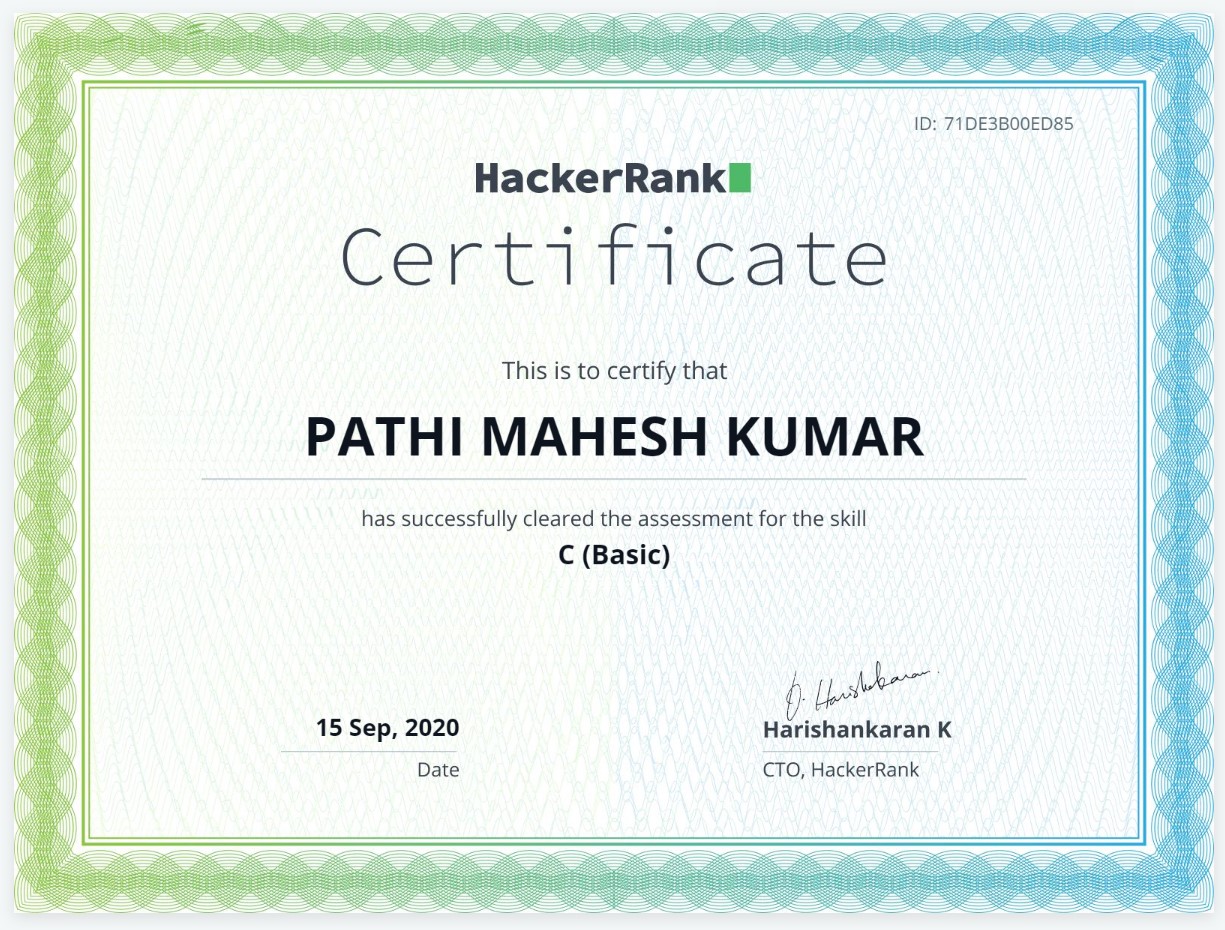 ID: 71DE3B00ED85
HackerRank
Certificate
This is to certify that
PATHI MAHESH KUMAR
has successfully cleared the assessment for the skill
C (Basic)
15 Sep, 2020
Date
Harishankaran K
CTO, HackerRank